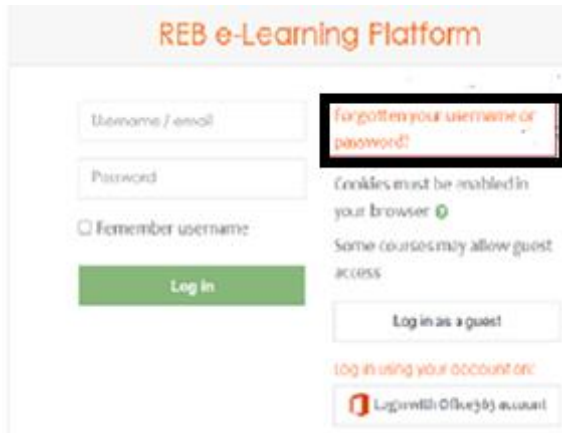 REB e-Learning Platform
Username / email
Password
Remember username
Log in
Forgotten your username or
password?
Cookies must be enabled in
your browser
Some courses may allow guest
access
Log in as a guest
Log in using your account on:
Login with Office365 account